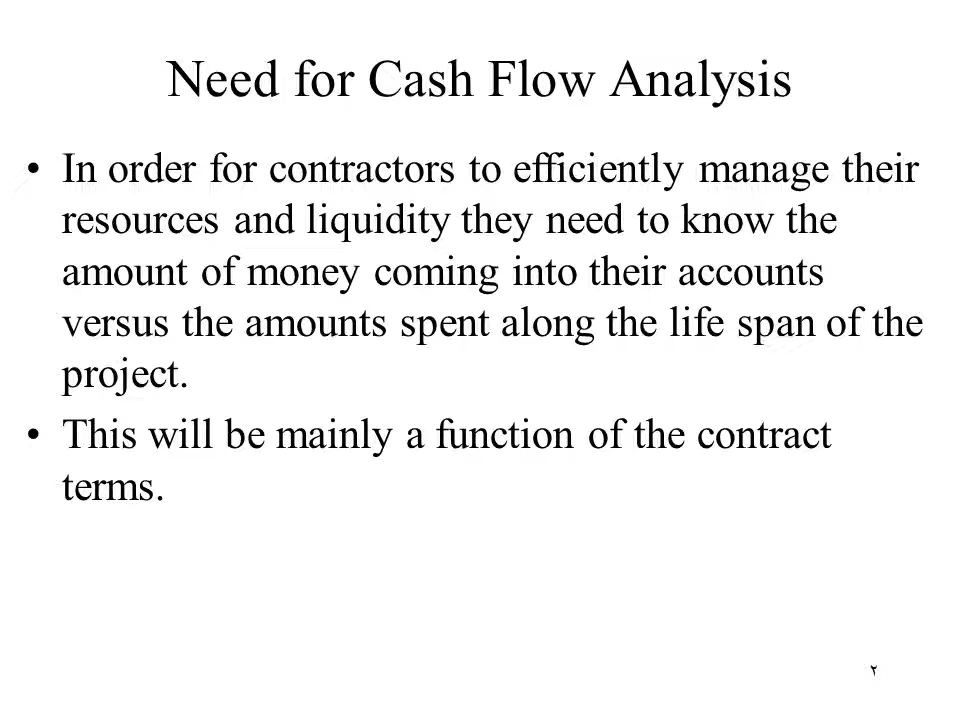 Need for Cash Flow Analysis
• In order for contractors to efficiently manage their
resources and liquidity they need to know the
amount of money coming into their accounts
versus the amounts spent along the life span of the
project.
• This will be mainly a function of the contract
terms.
٢